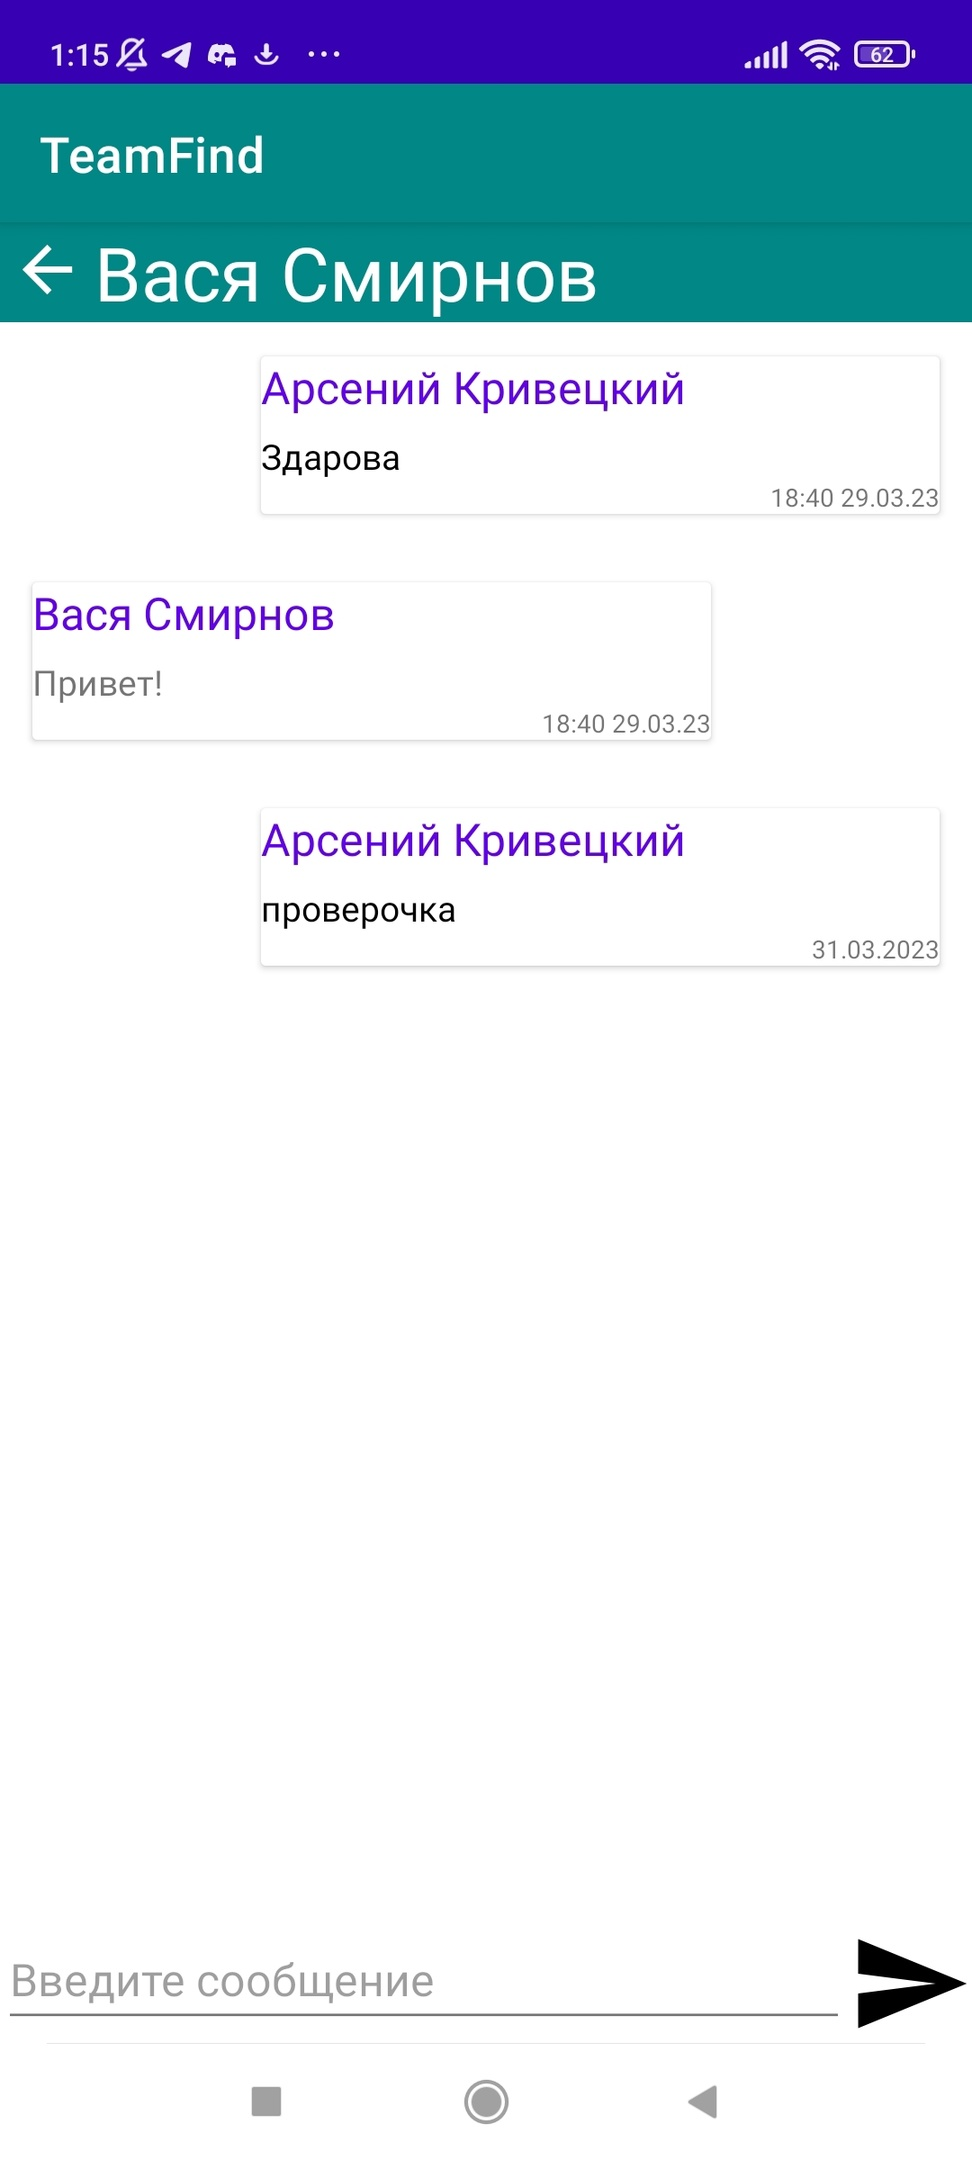 1:15 62
TeamFind
Вася Смирнов
Арсений Кривецкий
Здарова
18:40 29.03.23
Вася Смирнов
Привет!
18:40 29.03.23
Арсений Кривецкий
проверочка
31.03.2023
Введите сообщение